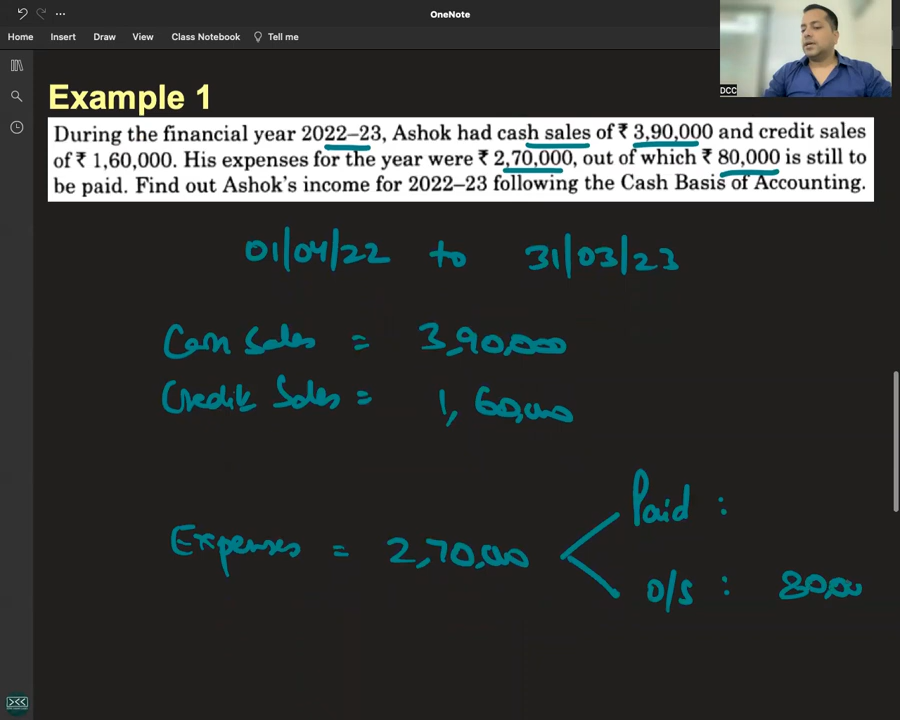 OneNote
Home Insert Draw View Class Notebook Tell me
DCC
Example 1
During the financial year 2022–23, Ashok had cash sales of ₹ 3,90,000 and credit sales
of ₹ 1,60,000. His expenses for the year were ₹ 2,70,000, out of which ₹ 80,000 is still to
be paid. Find out Ashok's income for 2022–23 following the Cash Basis of Accounting.
01/04/22 to 31/03/23
Cash Sales = 3,90,000
Credit Sales = 1,60,000
Paid :
Expenses = 2,70,000
O/S : 80,00